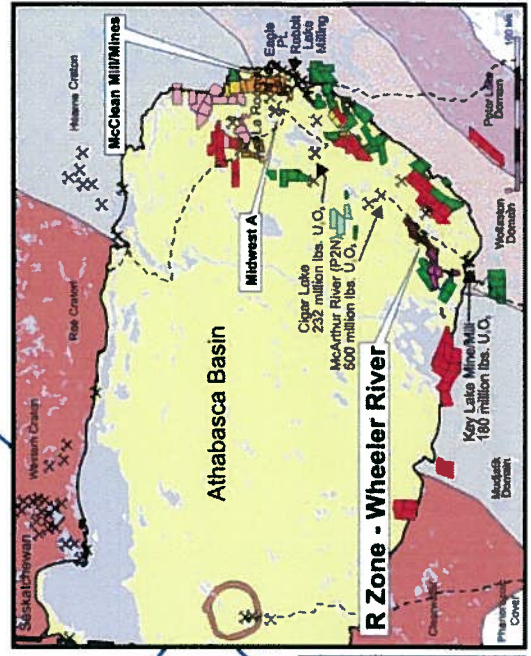 Saskatchewan
Western Craton
Rae Craton
Hearne Craton
McClean Mill/Mines
Eagle
Pt.
Rabbit
Lake
Milling
Midwest A
Athabasca Basin
Cigar Lake
232 million lbs. U₃O₈
McArthur River (P2N)
500 million lbs. U₃O₈
R Zone - Wheeler River
Key Lake Mine/Mill
180 million lbs. U₃O₈
Mudjatik
Domain
Wollaston
Domain
Peter Lake
Domain
Cover